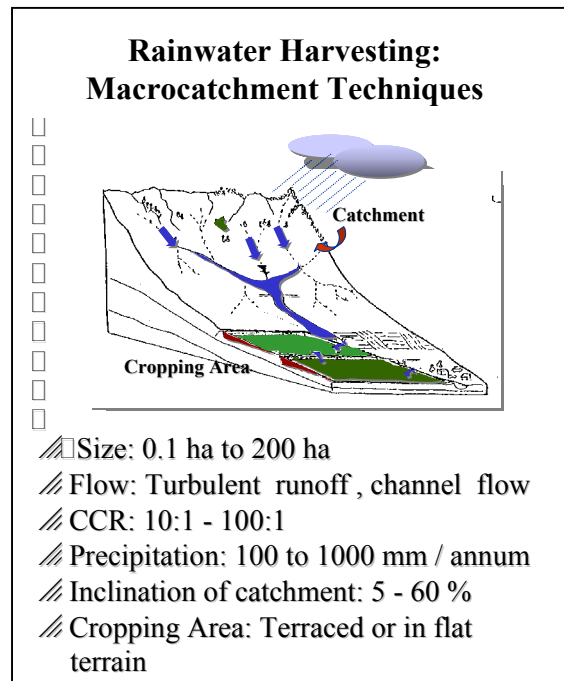 Rainwater Harvesting:
Macrocatchment Techniques
Catchment
Cropping Area
Size: 0.1 ha to 200 ha
Flow: Turbulent runoff , channel flow
CCR: 10:1 - 100:1
Precipitation: 100 to 1000 mm / annum
Inclination of catchment: 5 - 60 %
Cropping Area: Terraced or in flat
terrain